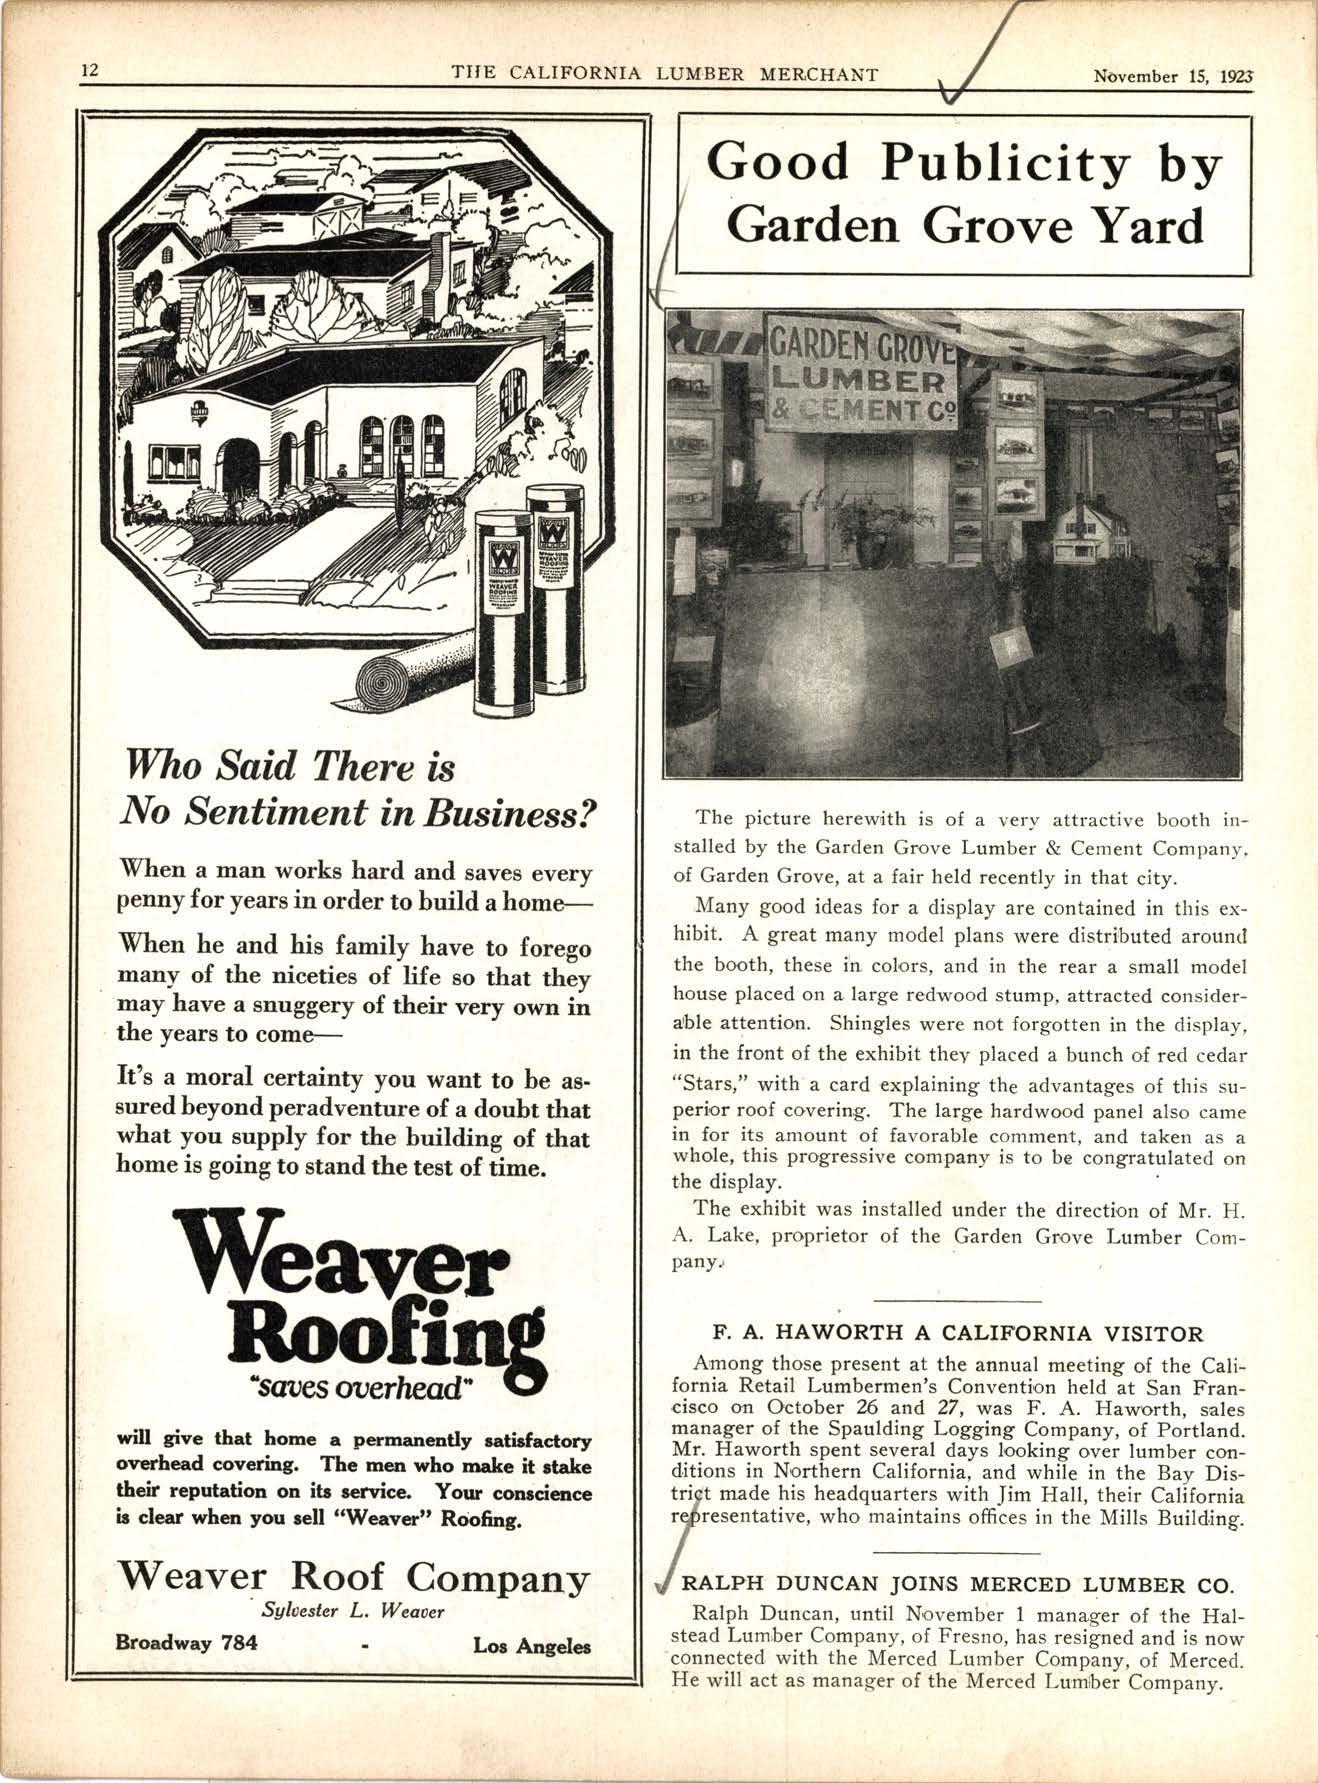 12
THE CALIFORNIA LUMBER MERCHANT
November 15, 1923
WEAVER
W
ROOFS
WEAVER
ROOFING
WEAVER
W
ROOFS
WEAVER
ROOFING
Who Said There is
No Sentiment in Business?
When a man works hard and saves every
penny for years in order to build a home—
When he and his family have to forego
many of the niceties of life so that they
may have a snuggery of their very own in
the years to come—
It's a moral certainty you want to be as-
sured beyond peradventure of a doubt that
what you supply for the building of that
home is going to stand the test of time.
Weaver
Roofing
"saves overhead"
will give that home a permanently satisfactory
overhead covering. The men who make it stake
their reputation on its service. Your conscience
is clear when you sell "Weaver" Roofing.
Weaver Roof Company
Sylvester L. Weaver
Broadway 784 - Los Angeles
Good Publicity by
Garden Grove Yard
GARDEN GROVE
LUMBER
& CEMENT Co.
The picture herewith is of a very attractive booth in-
stalled by the Garden Grove Lumber & Cement Company,
of Garden Grove, at a fair held recently in that city.
Many good ideas for a display are contained in this ex-
hibit. A great many model plans were distributed around
the booth, these in colors, and in the rear a small model
house placed on a large redwood stump, attracted consider-
able attention. Shingles were not forgotten in the display,
in the front of the exhibit they placed a bunch of red cedar
"Stars," with a card explaining the advantages of this su-
perior roof covering. The large hardwood panel also came
in for its amount of favorable comment, and taken as a
whole, this progressive company is to be congratulated on
the display.
The exhibit was installed under the direction of Mr. H.
A. Lake, proprietor of the Garden Grove Lumber Com-
pany.
F. A. HAWORTH A CALIFORNIA VISITOR
Among those present at the annual meeting of the Cali-
fornia Retail Lumbermen's Convention held at San Fran-
cisco on October 26 and 27, was F. A. Haworth, sales
manager of the Spaulding Logging Company, of Portland.
Mr. Haworth spent several days looking over lumber con-
ditions in Northern California, and while in the Bay Dis-
trict made his headquarters with Jim Hall, their California
representative, who maintains offices in the Mills Building.
RALPH DUNCAN JOINS MERCED LUMBER CO.
Ralph Duncan, until November 1 manager of the Hal-
stead Lumber Company, of Fresno, has resigned and is now
connected with the Merced Lumber Company, of Merced.
He will act as manager of the Merced Lumber Company.